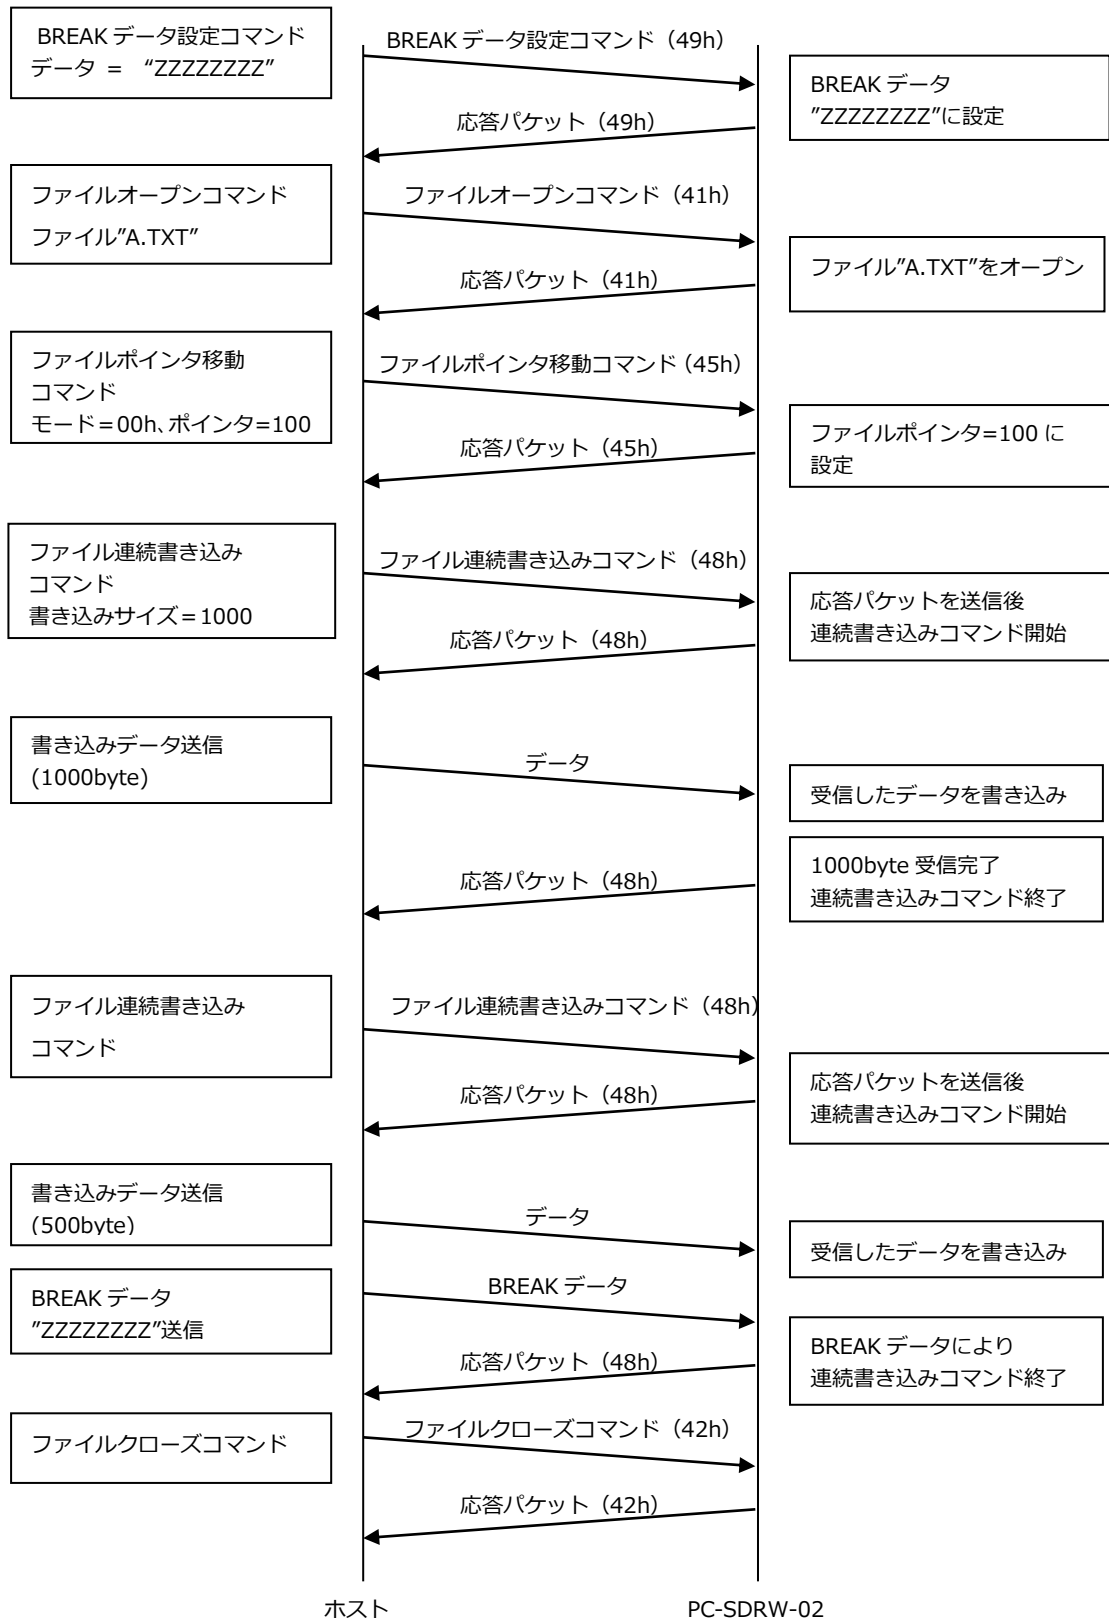 BREAK データ設定コマンド
データ = “ZZZZZZZZ”
BREAK データ設定コマンド（49h）
BREAK データ
”ZZZZZZZZ”に設定
応答パケット（49h）
ファイルオープンコマンド
ファイル”A.TXT”
ファイルオープンコマンド（41h）
ファイル”A.TXT”をオープン
応答パケット（41h）
ファイルポインタ移動
コマンド
モード＝00h、ポインタ=100
ファイルポインタ移動コマンド（45h）
ファイルポインタ=100 に
設定
応答パケット（45h）
ファイル連続書き込み
コマンド
書き込みサイズ＝1000
ファイル連続書き込みコマンド（48h）
応答パケットを送信後
連続書き込みコマンド開始
応答パケット（48h）
書き込みデータ送信
(1000byte)
データ
受信したデータを書き込み
1000byte 受信完了
連続書き込みコマンド終了
応答パケット（48h）
ファイル連続書き込み
コマンド
ファイル連続書き込みコマンド（48h）
応答パケットを送信後
連続書き込みコマンド開始
応答パケット（48h）
書き込みデータ送信
(500byte)
データ
受信したデータを書き込み
BREAK データ
”ZZZZZZZZ”送信
BREAK データ
BREAK データにより
連続書き込みコマンド終了
応答パケット（48h）
ファイルクローズコマンド
ファイルクローズコマンド（42h）
応答パケット（42h）
ホスト
PC-SDRW-02